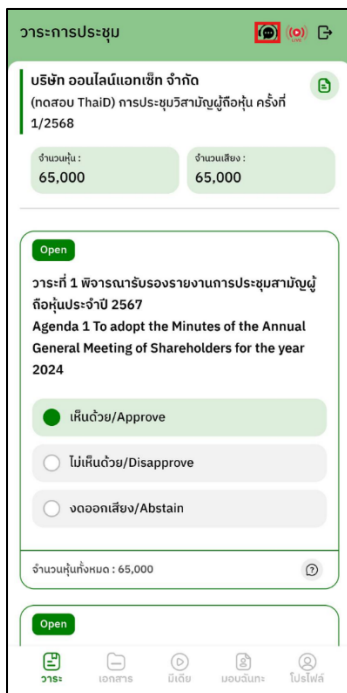 วาระการประชุม
LIVE
บริษัท ออนไลน์แอทเซ็ท จำกัด
(ทดสอบ ThaiD) การประชุมวิสามัญผู้ถือหุ้น ครั้งที่
1/2568
จำนวนหุ้น :
65,000
จำนวนเสียง :
65,000
Open
วาระที่ 1 พิจารณารับรองรายงานการประชุมสามัญผู้
ถือหุ้นประจำปี 2567
Agenda 1 To adopt the Minutes of the Annual
General Meeting of Shareholders for the year
2024
เห็นด้วย/Approve
ไม่เห็นด้วย/Disapprove
งดออกเสียง/Abstain
จำนวนหุ้นทั้งหมด : 65,000
Open
วาระ
เอกสาร
มีเดีย
มอบฉันทะ
โปรไฟล์